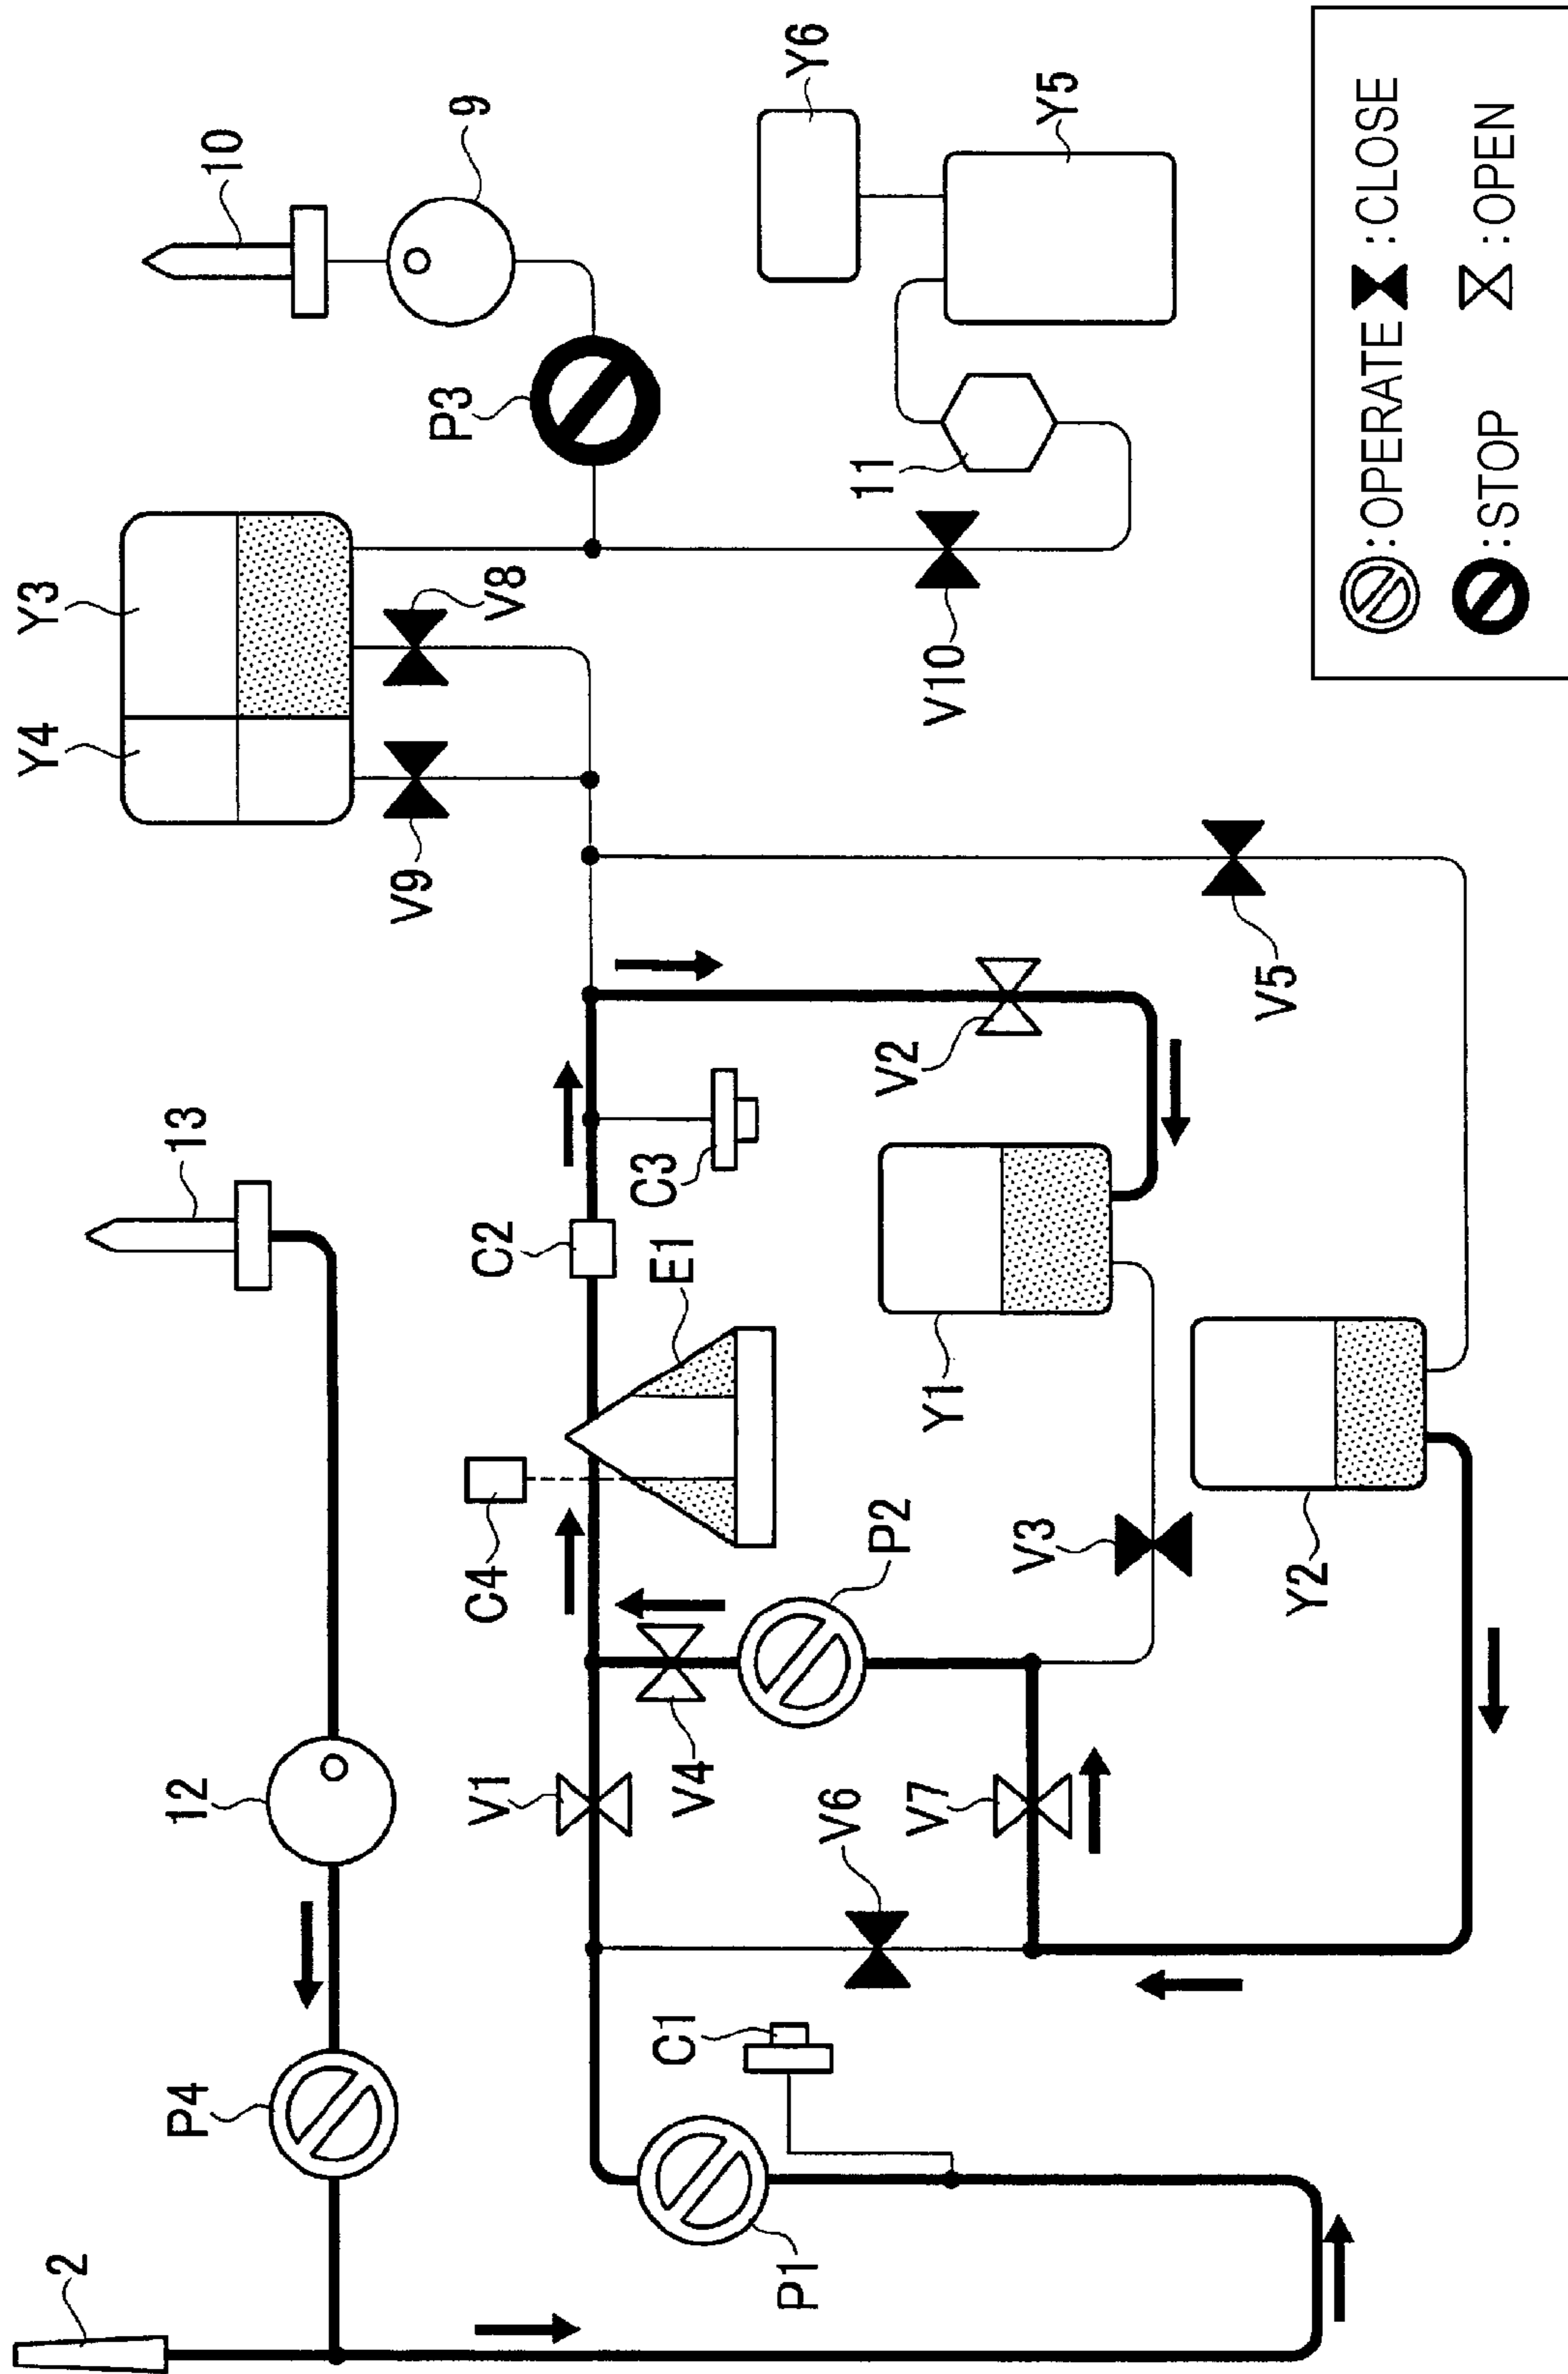 2
P4
12
13
10
9
Y4
Y3
V9
V8
P3
Y6
Y5
11
V10
C4
C2
E1
C3
V1
V4
P2
V2
V5
C1
P1
V6
V7
V3
Y1
Y2
:OPERATE :CLOSE
:STOP :OPEN